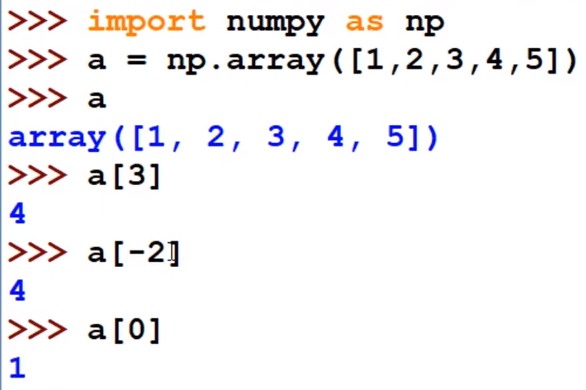 >>> import numpy as np
>>> a = np.array([1,2,3,4,5])
>>> a
array([1, 2, 3, 4, 5])
>>> a[3]
4
>>> a[-2]
4
>>> a[0]
1